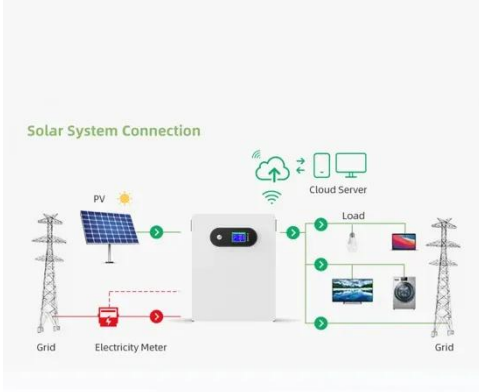 Solar System Connection
Cloud Server
PV
Load
Grid
Electricity Meter
Grid